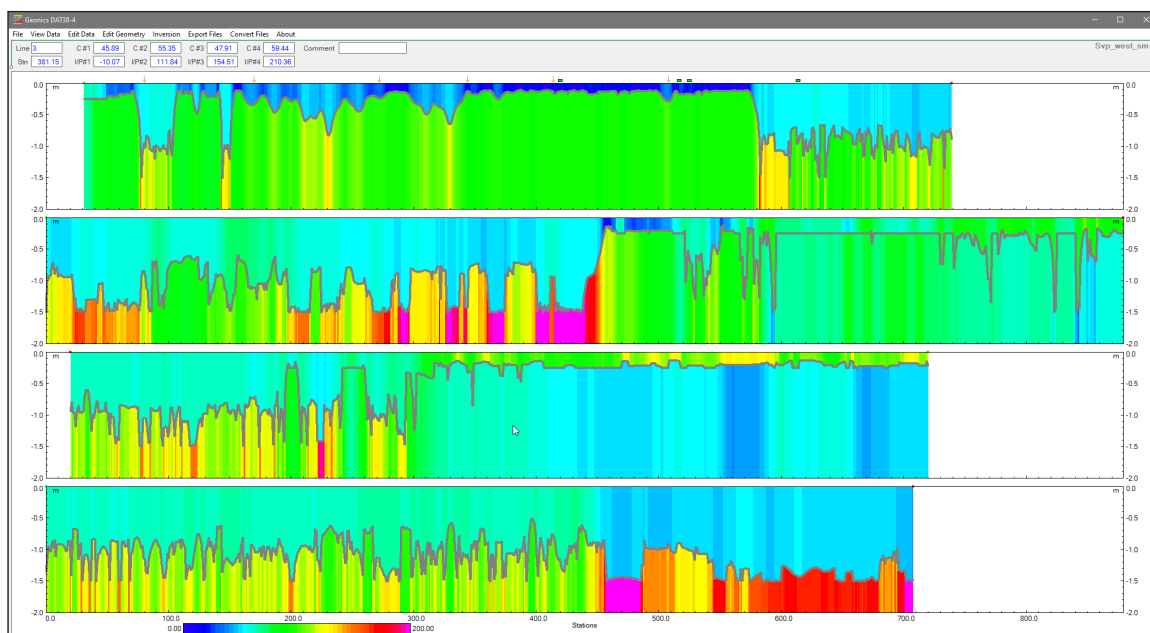 Geonics DAT38-4
File View Data Edit Data Edit Geometry Inversion Export Files Convert Files About
Line 3 C #1 45.89 C #2 55.35 C #3 47.91 C #4 59.44 Comment Svp_west_sm
Stn 381.15 I/P#1 -10.07 I/P#2 111.84 I/P#3 154.51 I/P#4 210.36
0.0 m m 0.0
-0.5 -0.5
-1.0 -1.0
-1.5 -1.5
-2.0 -2.0
0.0 m m 0.0
-0.5 -0.5
-1.0 -1.0
-1.5 -1.5
-2.0 -2.0
0.0 m m 0.0
-0.5 -0.5
-1.0 -1.0
-1.5 -1.5
-2.0 -2.0
0.0 m m 0.0
-0.5 -0.5
-1.0 -1.0
-1.5 -1.5
-2.0 -2.0
0.0 100.0 200.0 300.0 400.0 500.0 600.0 700.0 800.0
0.00 200.00 Stations